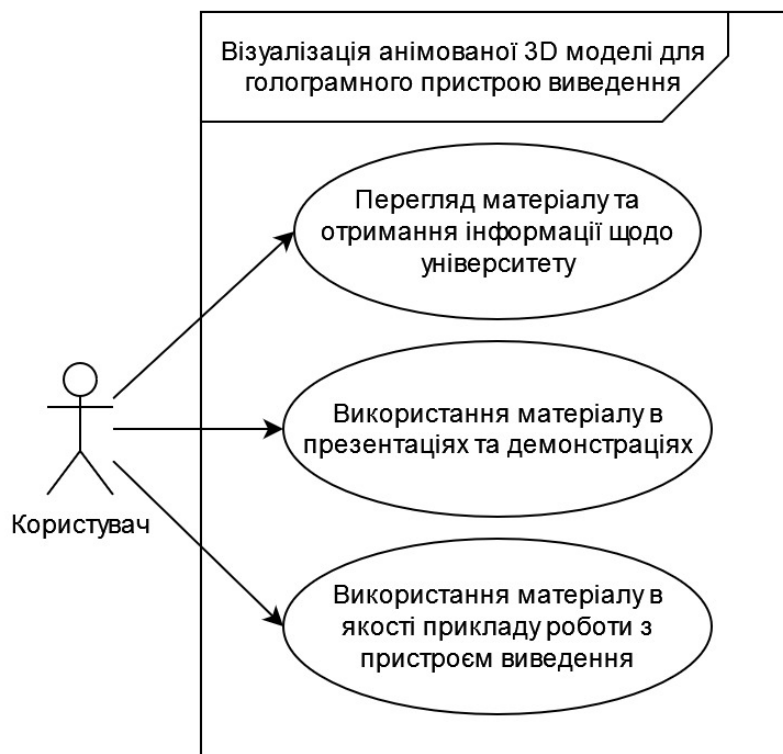 Візуалізація анімованої 3D моделі для
голограмного пристрою виведення
Перегляд матеріалу та
отримання інформації щодо
університету
Використання матеріалу в
презентаціях та демонстраціях
Користувач
Використання матеріалу в
якості прикладу роботи з
пристроєм виведення